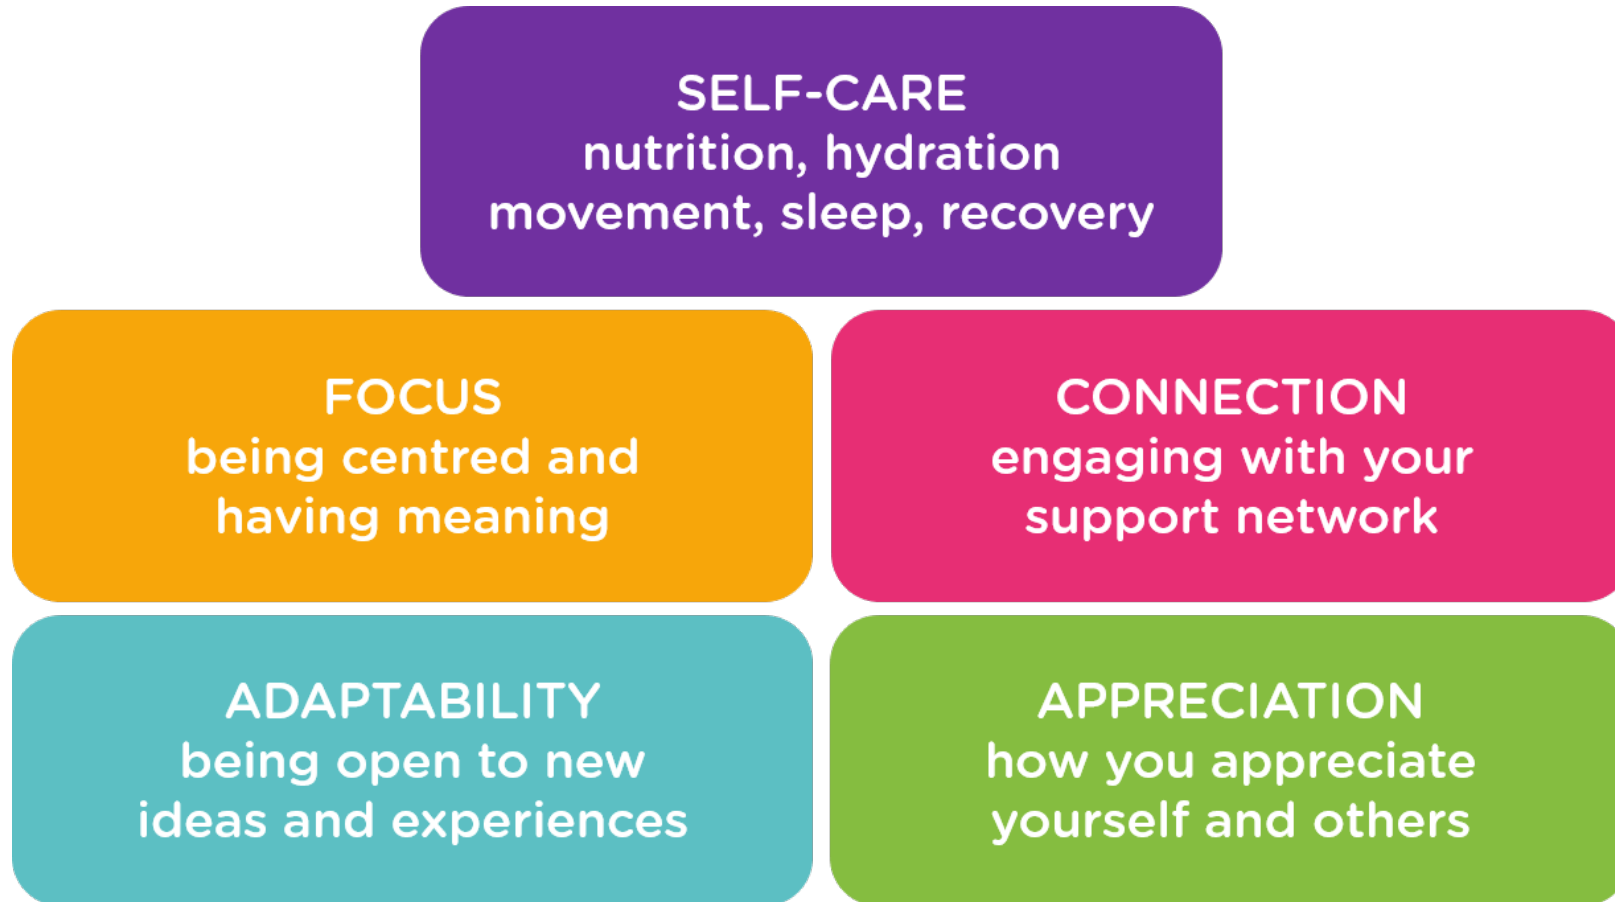 SELF-CARE
nutrition, hydration
movement, sleep, recovery
FOCUS
being centred and
having meaning
CONNECTION
engaging with your
support network
ADAPTABILITY
being open to new
ideas and experiences
APPRECIATION
how you appreciate
yourself and others